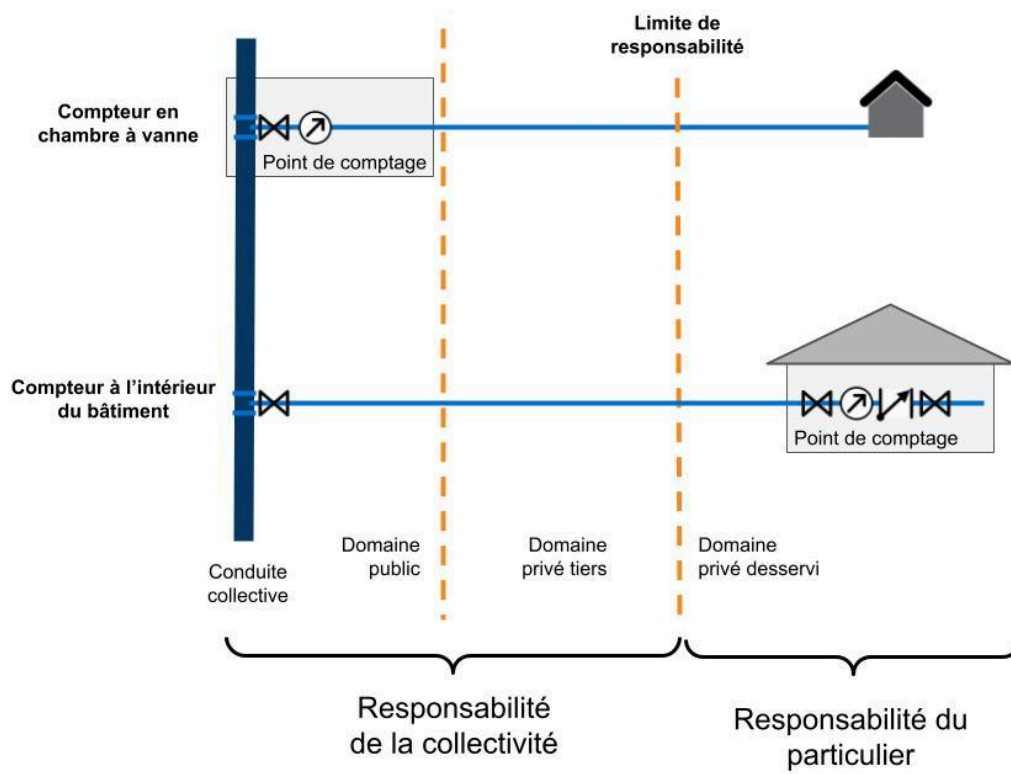 Limite de
responsabilité
Compteur en
chambre à vanne
Point de comptage
Compteur à l'intérieur
du bâtiment
Point de comptage
Conduite
collective
Domaine
public
Domaine
privé tiers
Domaine
privé desservi
Responsabilité
de la collectivité
Responsabilité du
particulier